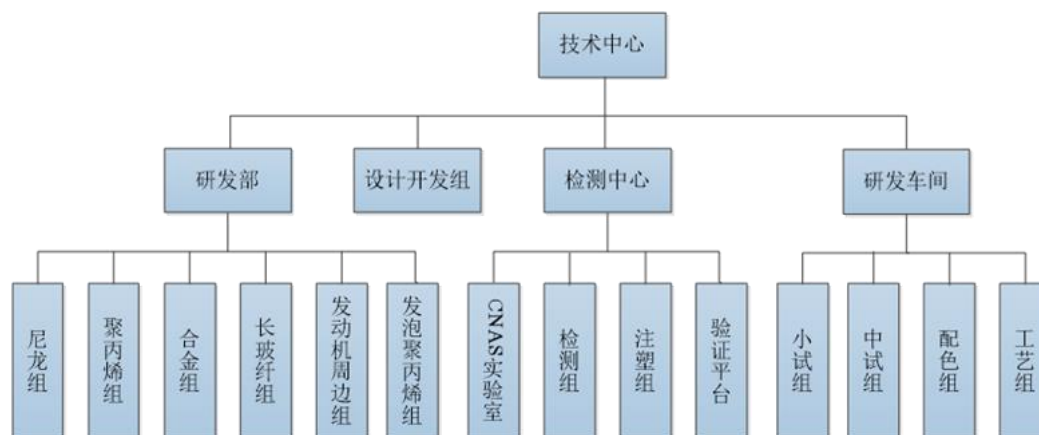 技术中心
研发部
设计开发组
检测中心
研发车间
尼龙组
聚丙烯组
合金组
长玻纤组
发动机周边组
发泡聚丙烯组
CNAS实验室
检测组
注塑组
验证平台
小试组
中试组
配色组
工艺组